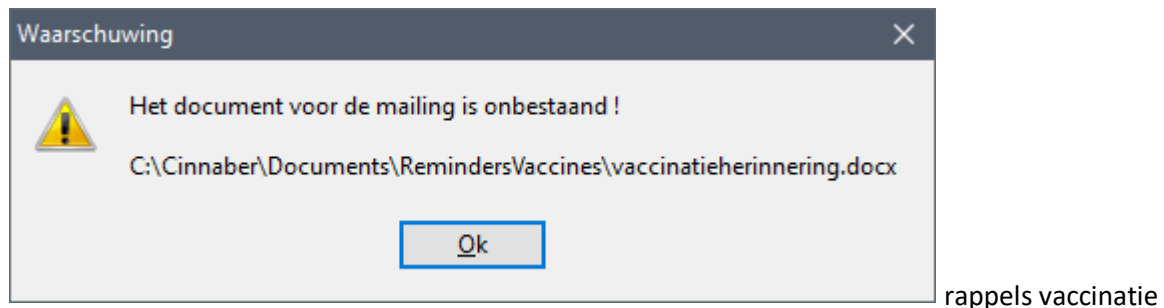 Waarschuwing
Het document voor de mailing is onbestaand !
C:\Cinnaber\Documents\RemindersVaccines\vaccinatieherinnering.docx
Ok
rappels vaccinatie